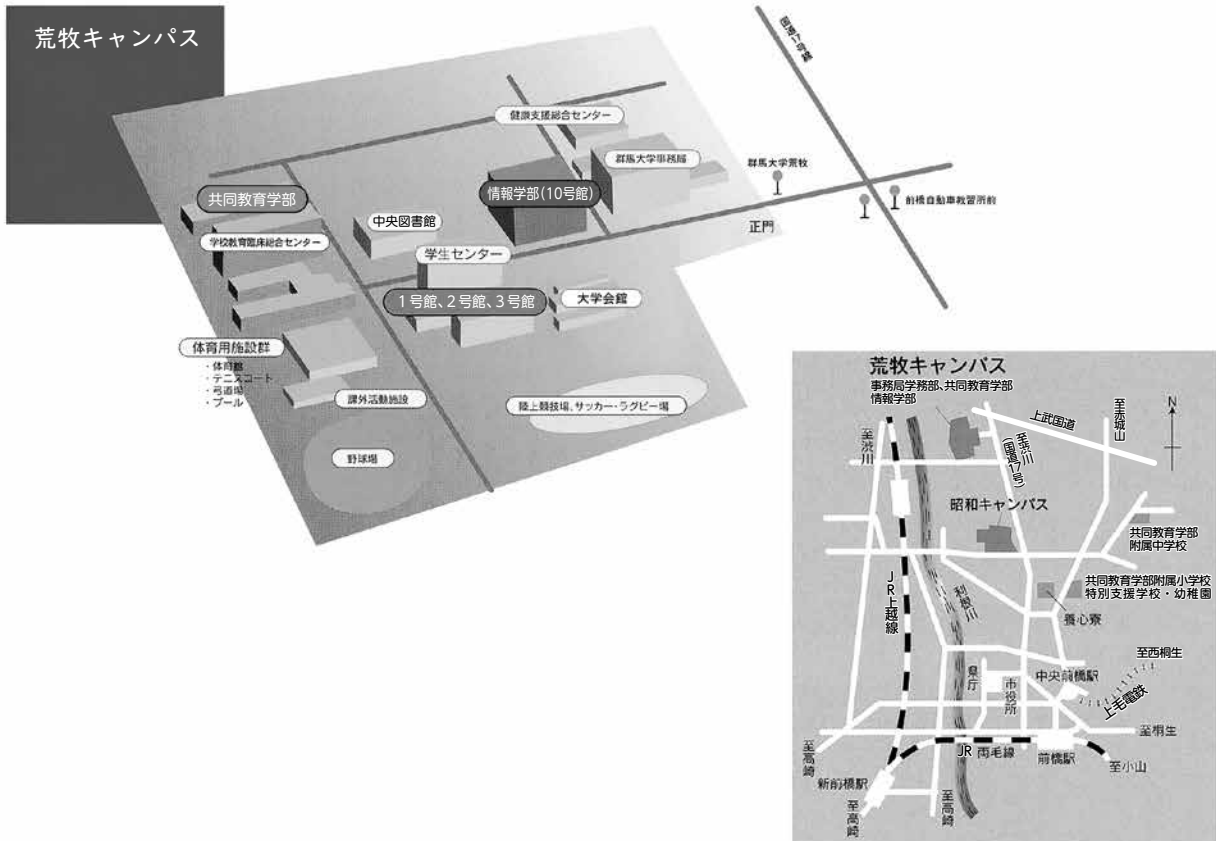 荒牧キャンパス
国道17号線
健康支援総合センター
群馬大学事務局
群馬大学荒牧
情報学部(10号館)
共同教育学部
前橋自動車教習所前
中央図書館
正門
学校教育臨床総合センター
学生センター
1号館、2号館、3号館
大学会館
体育用施設群
・体育館
・テニスコート
・弓道場
・プール
課外活動施設
陸上競技場、サッカー・ラグビー場
野球場
荒牧キャンパス
事務局学務部、共同教育学部
情報学部
至渋川
至渋川
(国道17号)
上武国道
至赤城山
N
昭和キャンパス
共同教育学部
附属中学校
JR上越線
利根川
共同教育学部附属小学校
特別支援学校・幼稚園
養心寮
至西桐生
県庁
市役所
中央前橋駅
上毛電鉄
至桐生
至高崎
JR 両毛線
前橋駅
至小山
新前橋駅
至高崎
至高崎